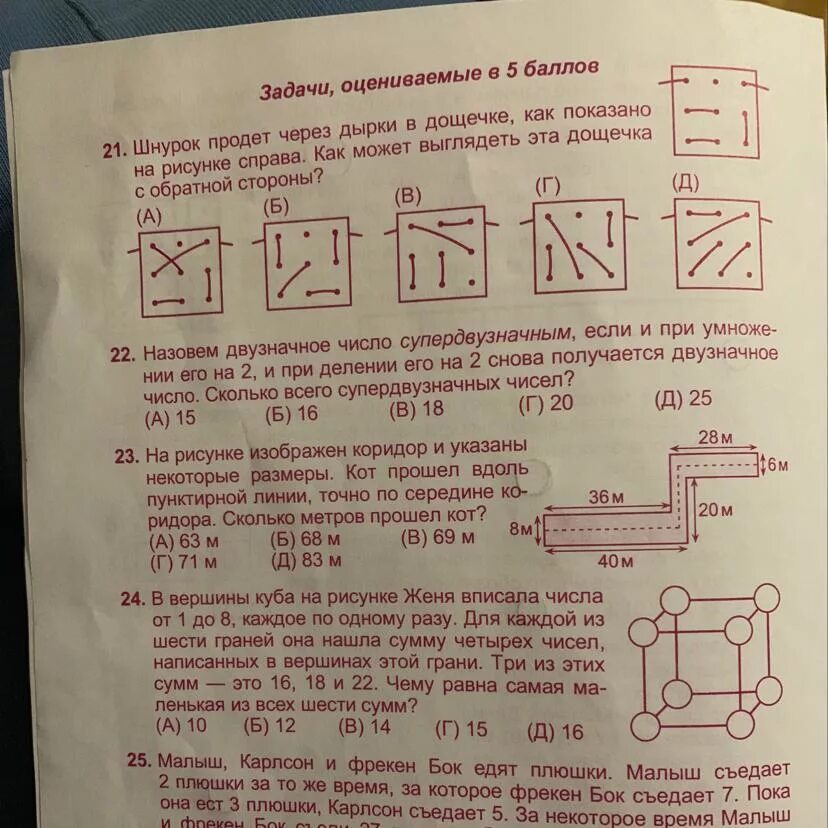 Задачи, оцениваемые в 5 баллов
21. Шнурок продет через дырки в дощечке, как показано
на рисунке справа. Как может выглядеть эта дощечка
с обратной стороны?
(А) (Б) (В) (Г) (Д)
22. Назовем двузначное число супердвузначным, если и при умноже-
нии его на 2, и при делении его на 2 снова получается двузначное
число. Сколько всего супердвузначных чисел?
(А) 15 (Б) 16 (В) 18 (Г) 20 (Д) 25
23. На рисунке изображен коридор и указаны
некоторые размеры. Кот прошел вдоль
пунктирной линии, точно по середине ко-
ридора. Сколько метров прошел кот?
(А) 63 м (Б) 68 м (В) 69 м
(Г) 71 м (Д) 83 м
28 м
6 м
36 м
20 м
8 м
40 м
24. В вершины куба на рисунке Женя вписала числа
от 1 до 8, каждое по одному разу. Для каждой из
шести граней она нашла сумму четырех чисел,
написанных в вершинах этой грани. Три из этих
сумм — это 16, 18 и 22. Чему равна самая ма-
ленькая из всех шести сумм?
(А) 10 (Б) 12 (В) 14 (Г) 15 (Д) 16
25. Малыш, Карлсон и фрекен Бок едят плюшки. Малыш съедает
2 плюшки за то же время, за которое фрекен Бок съедает 7. Пока
она ест 3 плюшки, Карлсон съедает 5. За некоторое время Малыш
и фрекен Бок съели 27